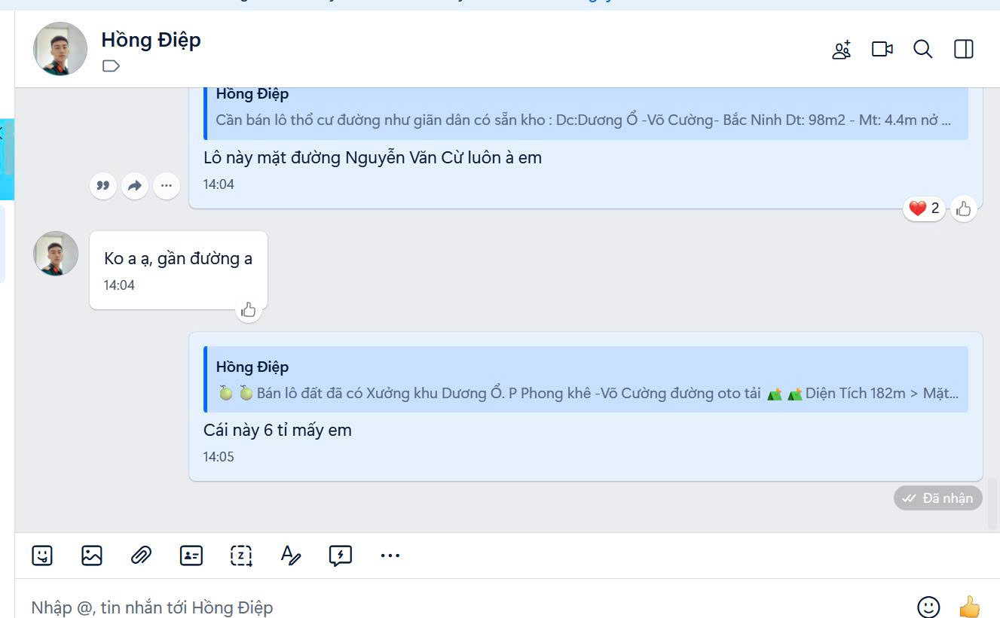 Hồng Điệp
Hồng Điệp
Cần bán lô thổ cư đường như giãn dân có sẵn kho : Dc:Dương Ổ -Võ Cường- Bắc Ninh Dt: 98m2 - Mt: 4.4m nở ...
Lô này mặt đường Nguyễn Văn Cừ luôn à em
14:04
2
Ko a ạ, gần đường a
14:04
Hồng Điệp
Bán lô đất đã có Xưởng khu Dương Ổ. P Phong khê -Võ Cường đường oto tải ⛺ ⛺ Diện Tích 182m > Mặt...
Cái này 6 tỉ mấy em
14:05
Đã nhận
Nhập @, tin nhắn tới Hồng Điệp